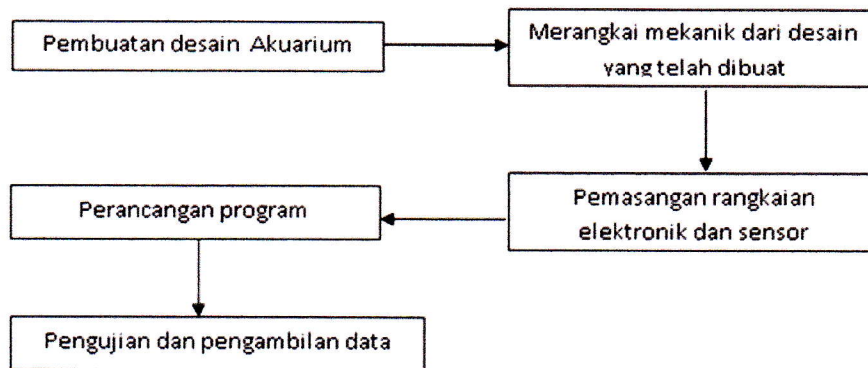 Pembuatan desain Akuarium
Merangkai mekanik dari desain
yang telah dibuat
Pemasangan rangkaian
elektronik dan sensor
Perancangan program
Pengujian dan pengambilan data